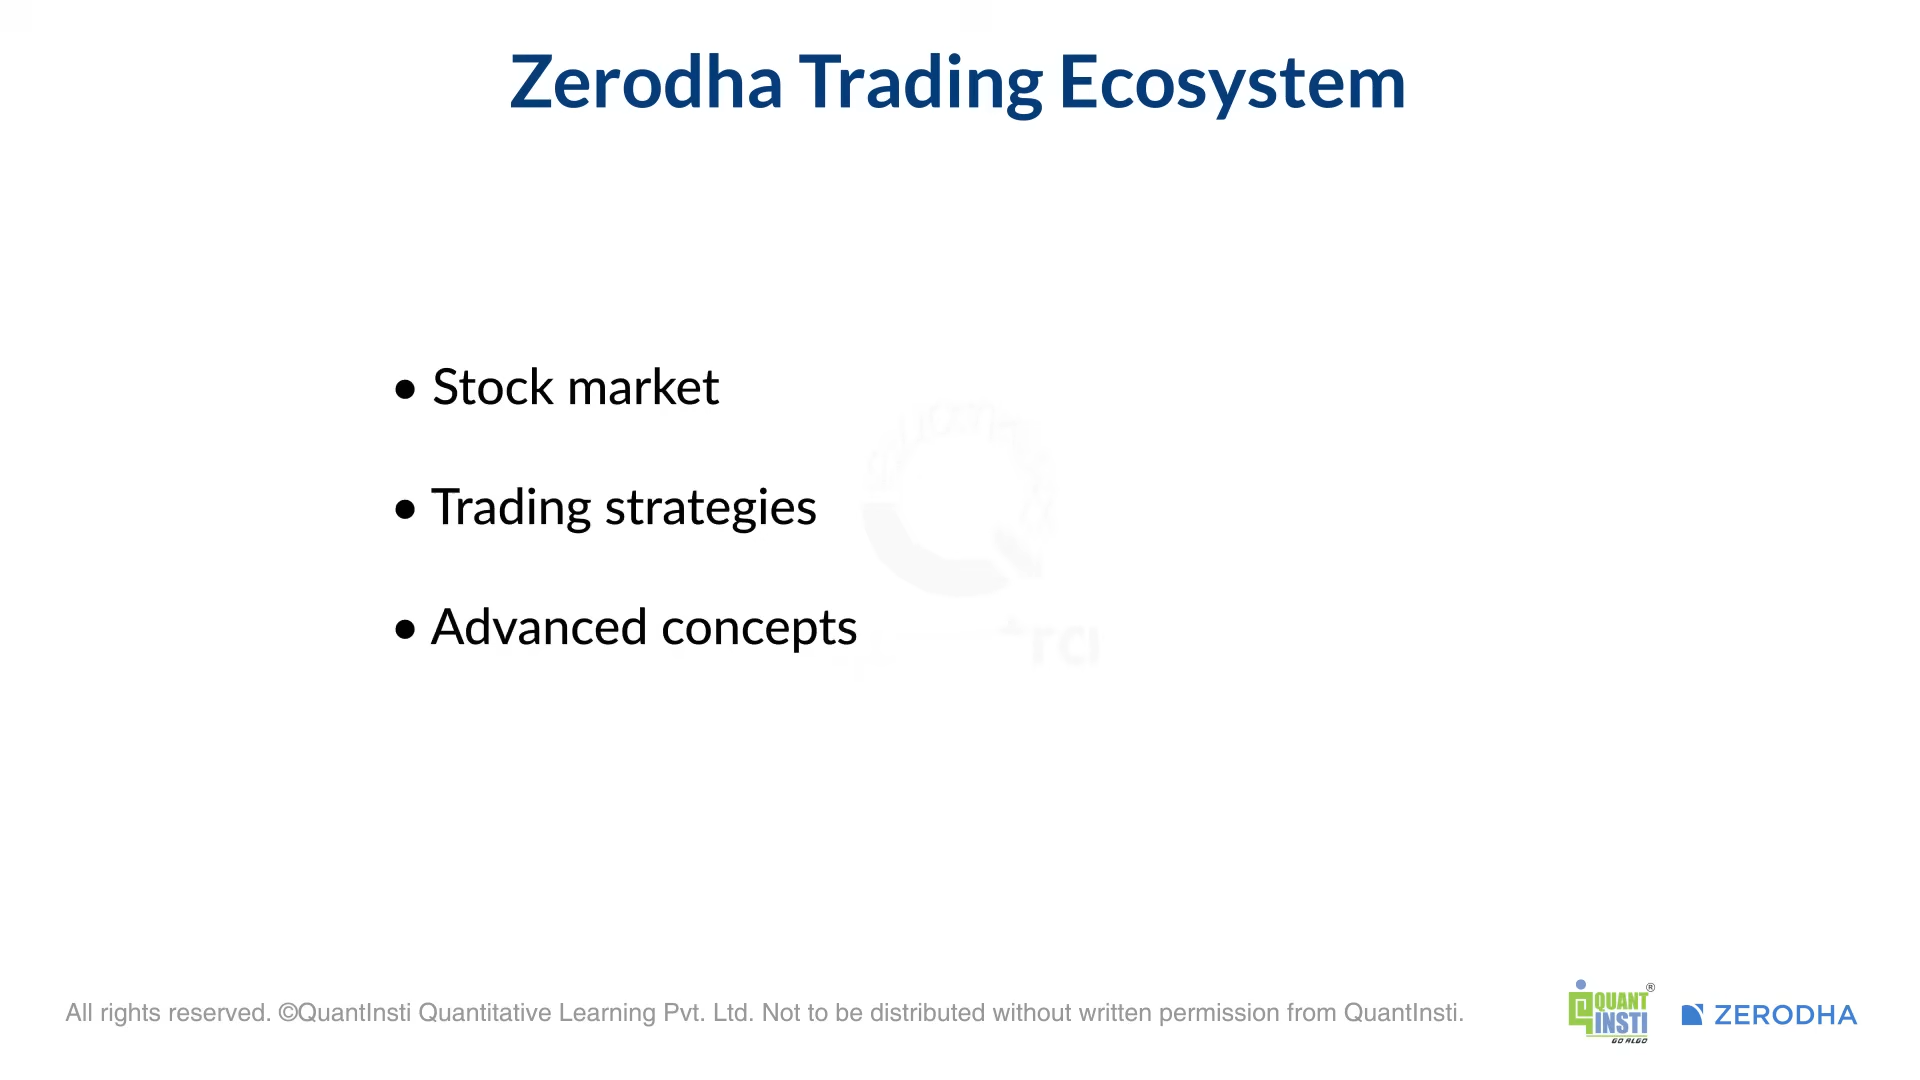 Zerodha Trading Ecosystem
• Stock market
• Trading strategies
• Advanced concepts
All rights reserved. ©QuantInsti Quantitative Learning Pvt. Ltd. Not to be distributed without written permission from QuantInsti.
QUANT®
INSTI
GO ALGO
ZERODHA